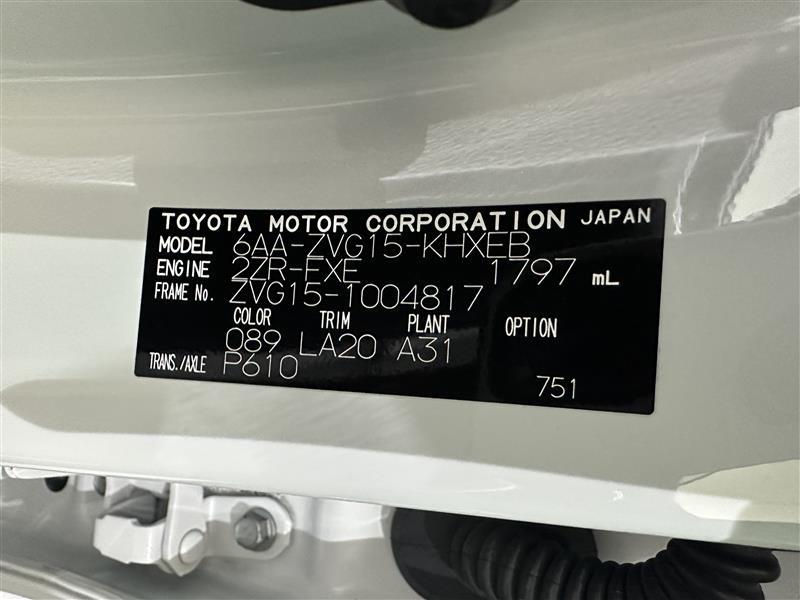 TOYOTA MOTOR CORPORATION JAPAN
MODEL 6AA-ZVG15-KHXEB
ENGINE 2ZR-FXE 1797 mL
FRAME No. ZVG15-1004817
COLOR TRIM PLANT OPTION
089 LA20 A31
TRANS./AXLE P610
751